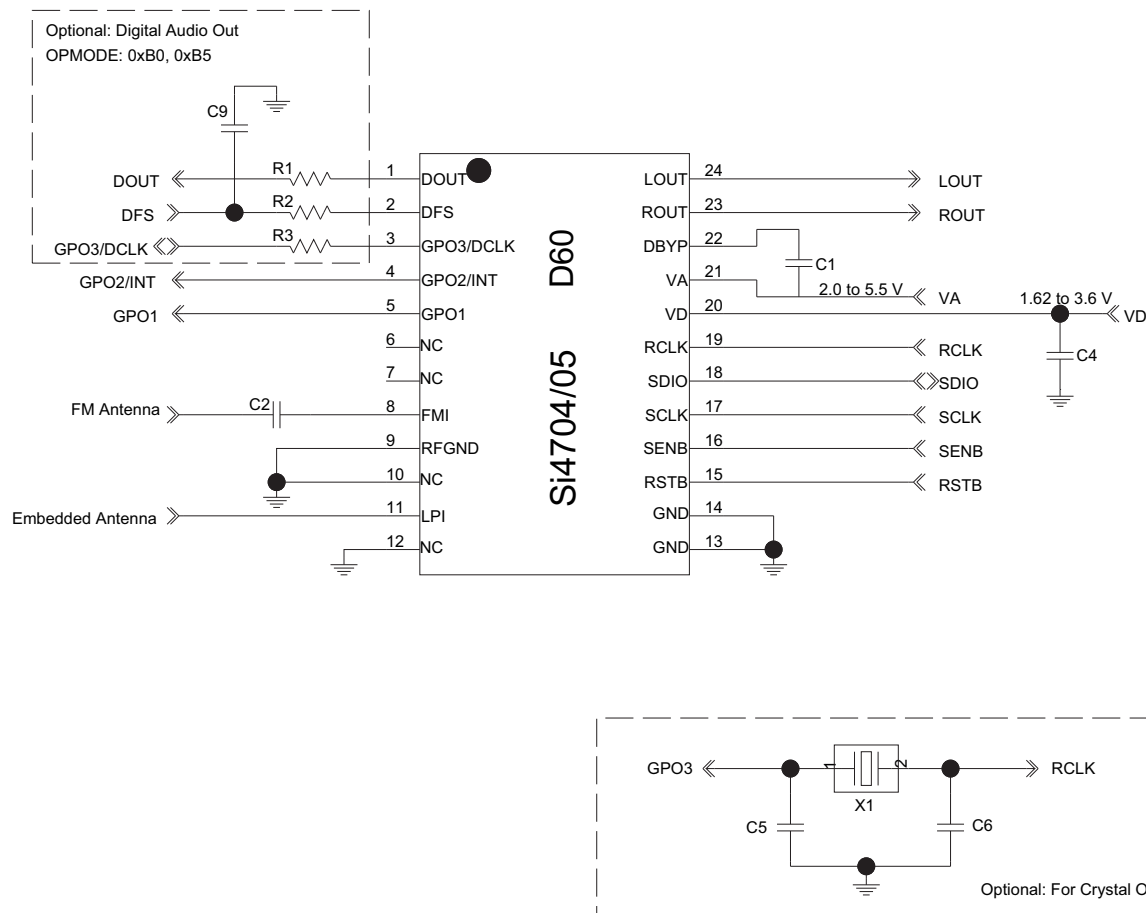 Optional: Digital Audio Out
OPMODE: 0xB0, 0xB5
C9
R1
R2
R3
DOUT
DFS
GPO3/DCLK
GPO2/INT
GPO1
FM Antenna
C2
Embedded Antenna
1 DOUT
2 DFS
3 GPO3/DCLK
4 GPO2/INT
5 GPO1
6 NC
7 NC
8 FMI
9 RFGND
10 NC
11 LPI
12 NC
Si4704/05 D60
LOUT 24 LOUT
ROUT 23 ROUT
DBYP 22
C1
VA 21 2.0 to 5.5 V VA
VD 20 1.62 to 3.6 V VD
C4
RCLK 19 RCLK
SDIO 18 SDIO
SCLK 17 SCLK
SENB 16 SENB
RSTB 15 RSTB
GND 14
GND 13
GPO3 1 2 RCLK
X1
C5 C6
Optional: For Crystal O